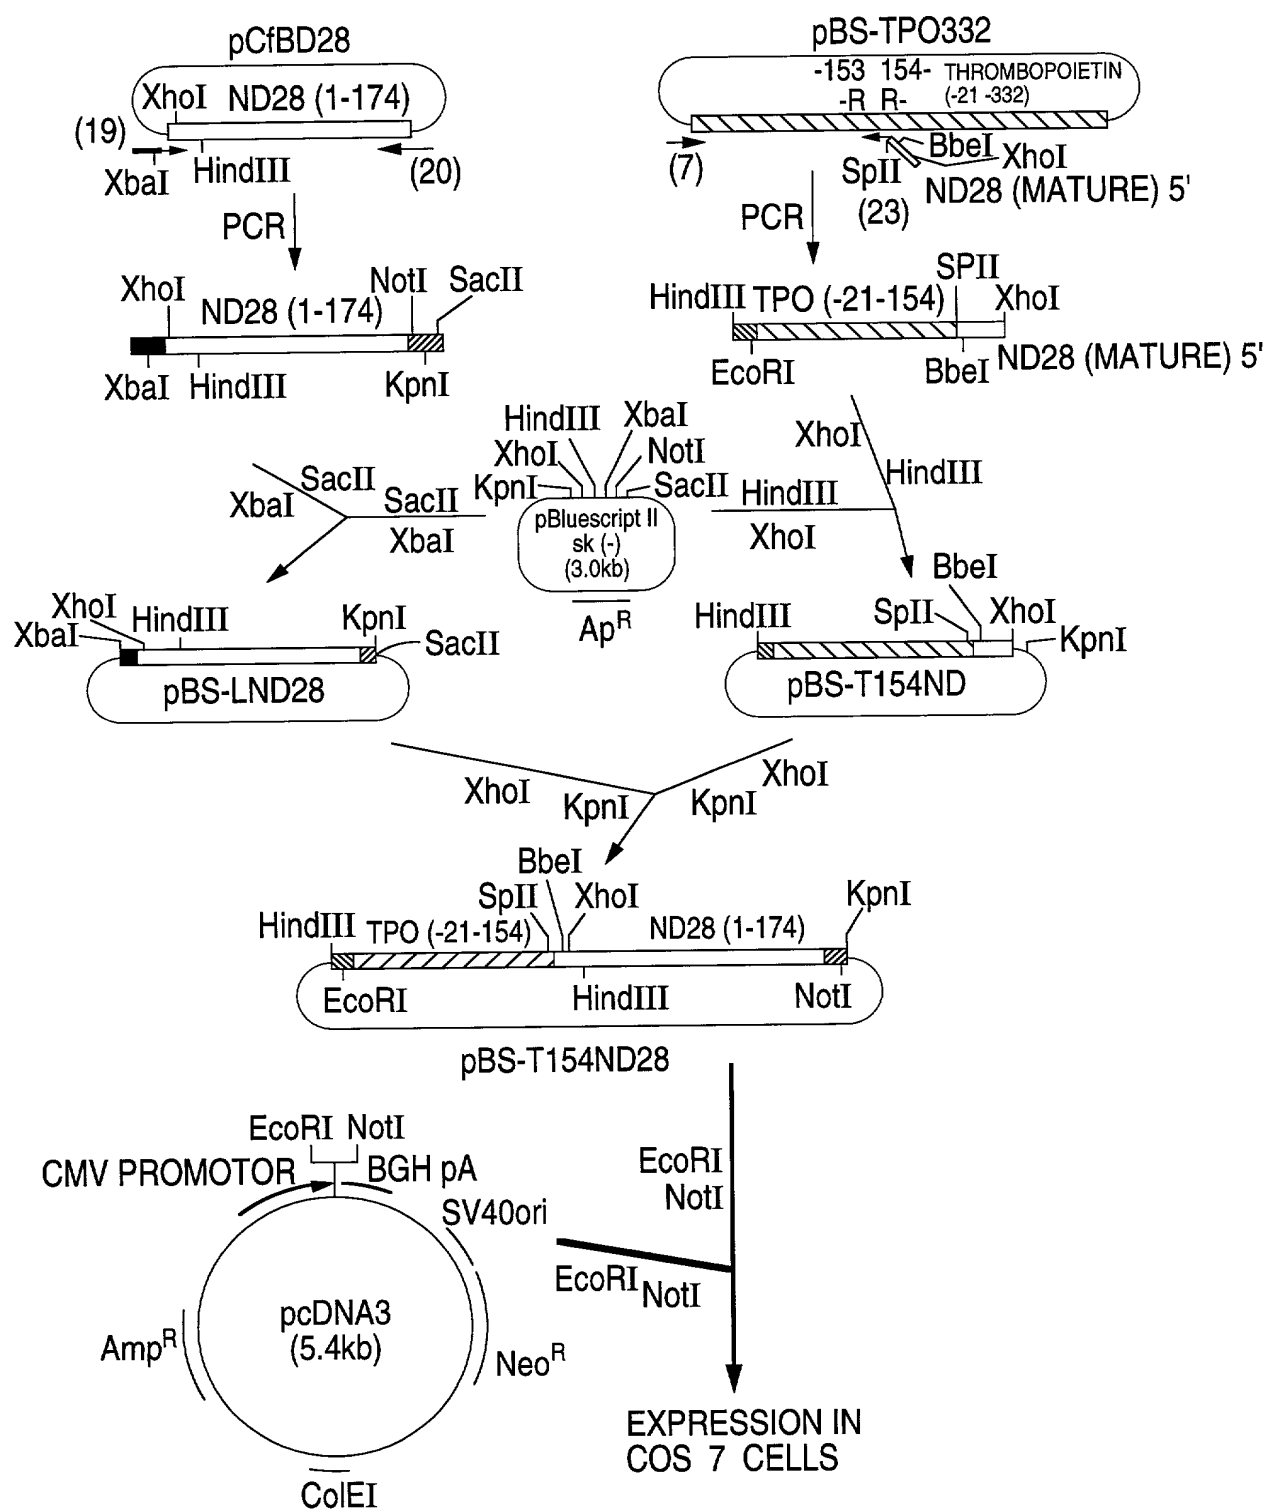 pCfBD28
XhoI ND28 (1-174)
(19)
XbaI
HindIII
(20)
PCR
pBS-TPO332
-153 154- THROMBOPOIETIN
-R R- (-21 -332)
(7)
SpII
(23)
BbeI
XhoI
ND28 (MATURE) 5'
PCR
XhoI
ND28 (1-174)
NotI
SacII
XbaI
HindIII
KpnI
HindIII TPO (-21-154)
SPII
XhoI
EcoRI
BbeI
ND28 (MATURE) 5'
XbaI
SacII
SacII
XbaI
KpnI
XhoI
HindIII
XbaI
NotI
SacII
pBluescript II
sk (-)
(3.0kb)
Ap^R
HindIII
XhoI
XhoI
HindIII
XbaI
XhoI
HindIII
KpnI
SacII
pBS-LND28
HindIII
SpII
BbeI
XhoI
KpnI
pBS-T154ND
XhoI
KpnI
KpnI
XhoI
HindIII
TPO (-21-154)
SpII
BbeI
XhoI
ND28 (1-174)
KpnI
EcoRI
HindIII
NotI
pBS-T154ND28
EcoRI
NotI
EcoRI NotI
CMV PROMOTOR
BGH pA
SV40ori
pcDNA3
(5.4kb)
Amp^R
Neo^R
ColEI
EcoRI
NotI
EXPRESSION IN
COS 7 CELLS